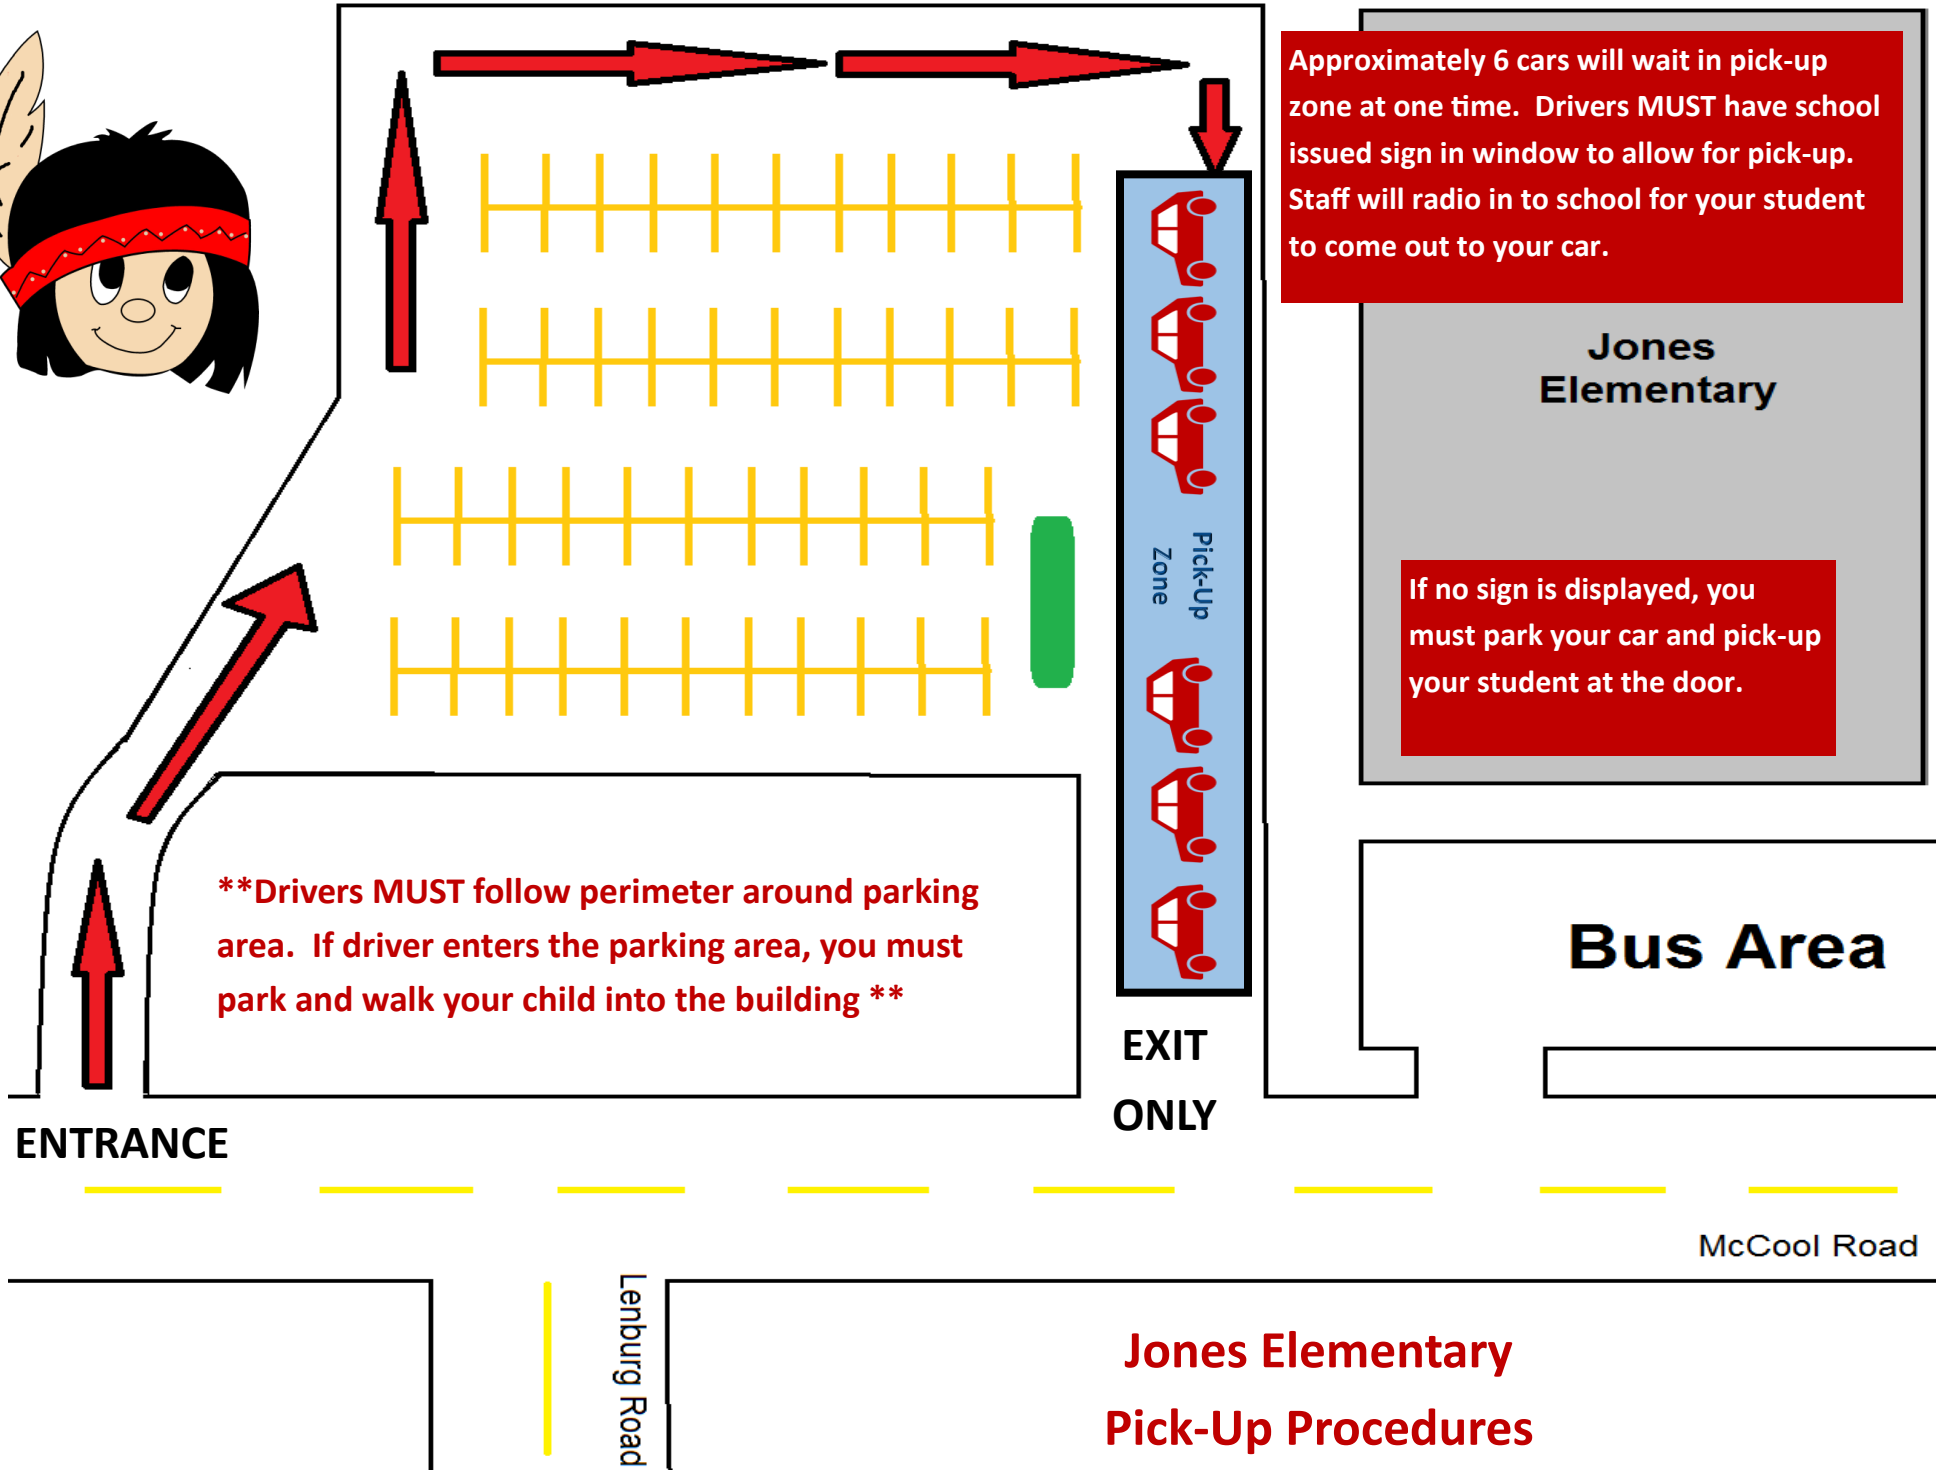 Approximately 6 cars will wait in pick-up
zone at one time.  Drivers MUST have school
issued sign in window to allow for pick-up.
Staff will radio in to school for your student
to come out to your car.
Jones
Elementary
Pick-Up
Zone
If no sign is displayed, you
must park your car and pick-up
your student at the door.
**Drivers MUST follow perimeter around parking
area.  If driver enters the parking area, you must
park and walk your child into the building **
Bus Area
EXIT
ONLY
ENTRANCE
McCool Road
Lenburg Road
Jones Elementary
Pick-Up Procedures